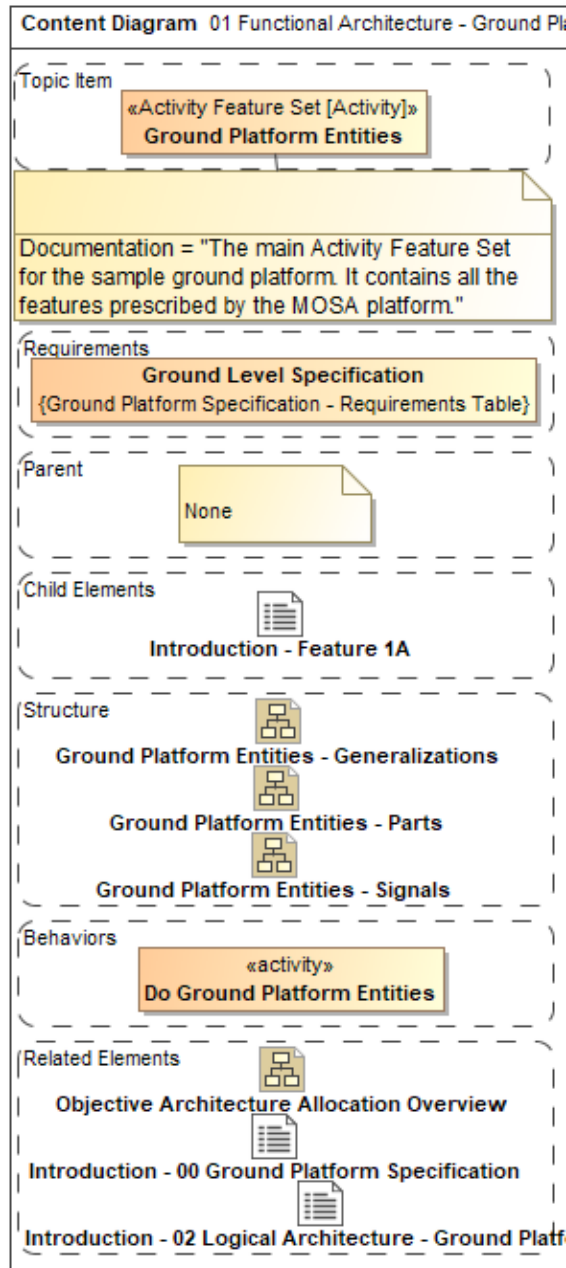 Content Diagram 01 Functional Architecture - Ground
Topic Item
«Activity Feature Set [Activity]»
Ground Platform Entities
Documentation = "The main Activity Feature Set
for the sample ground platform. It contains all the
features prescribed by the MOSA platform."
Requirements
Ground Level Specification
{Ground Platform Specification - Requirements Table}
Parent
None
Child Elements
Introduction - Feature 1A
Structure
Ground Platform Entities - Generalizations
Ground Platform Entities - Parts
Ground Platform Entities - Signals
Behaviors
«activity»
Do Ground Platform Entities
Related Elements
Objective Architecture Allocation Overview
Introduction - 00 Ground Platform Specification
Introduction - 02 Logical Architecture - Ground